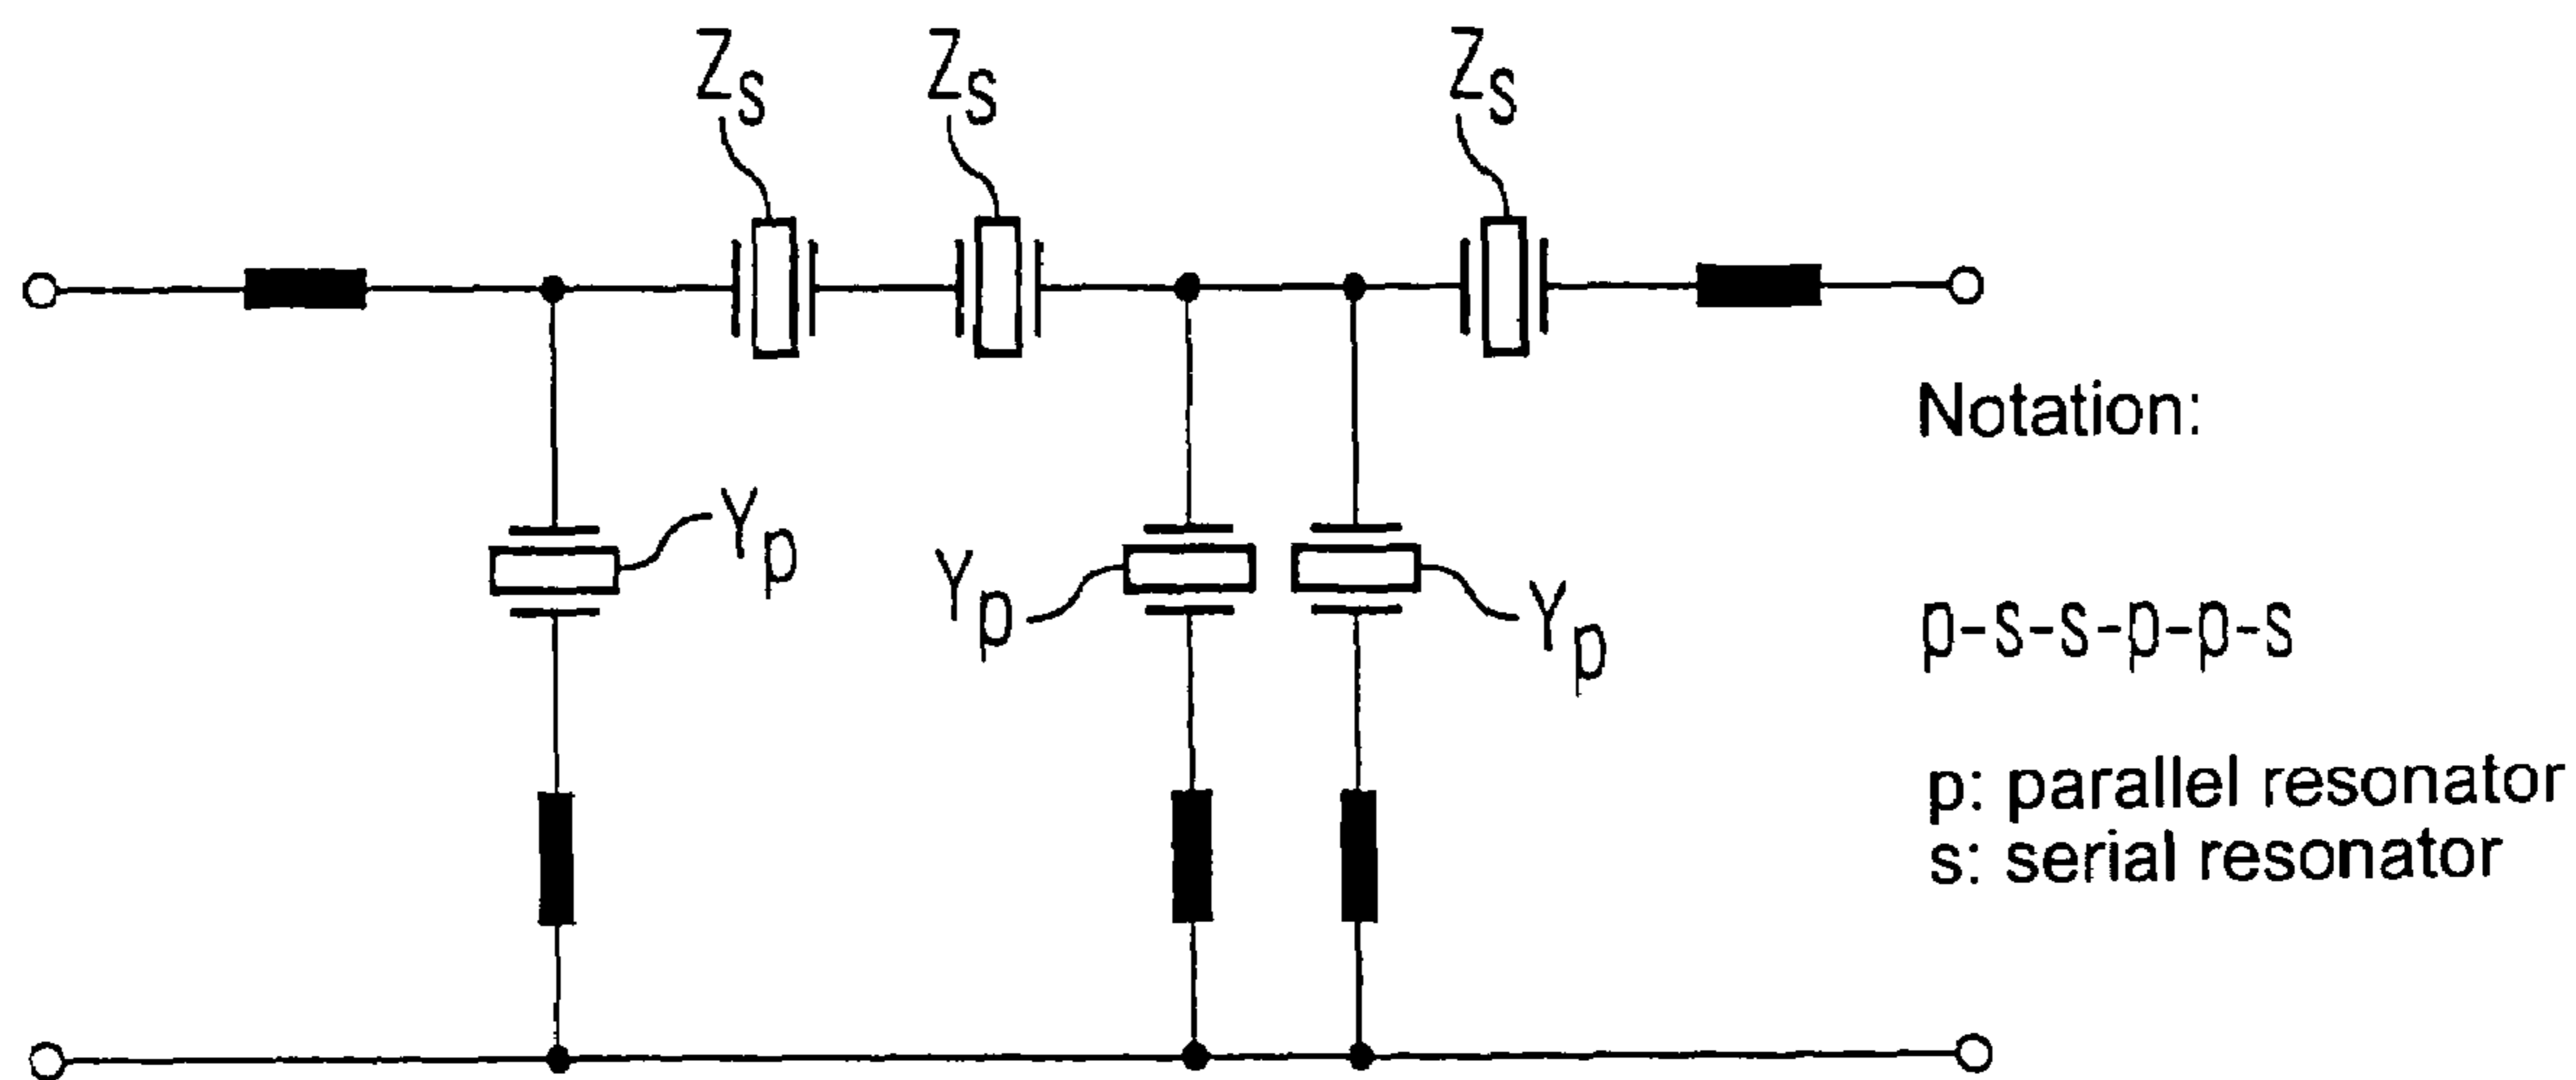 Zs Zs Zs
Notation:
Yp
Yp
Yp
p-s-s-p-p-s
p: parallel resonator
s: serial resonator